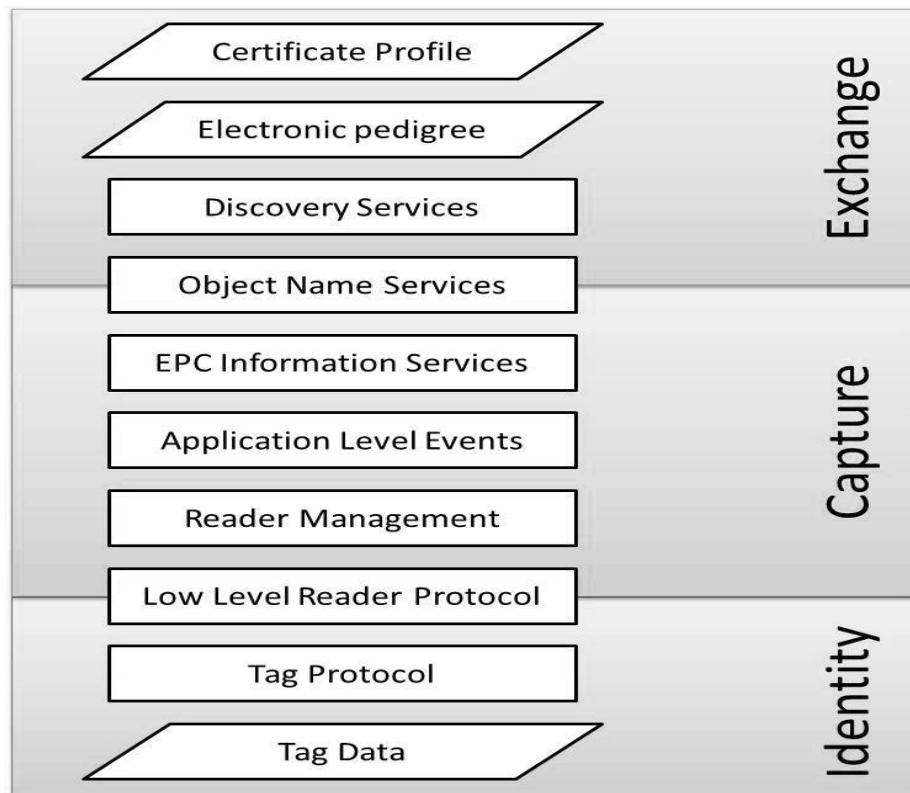 Certificate Profile
Electronic pedigree
Discovery Services
Object Name Services
EPC Information Services
Application Level Events
Reader Management
Low Level Reader Protocol
Tag Protocol
Tag Data
Exchange
Capture
Identity